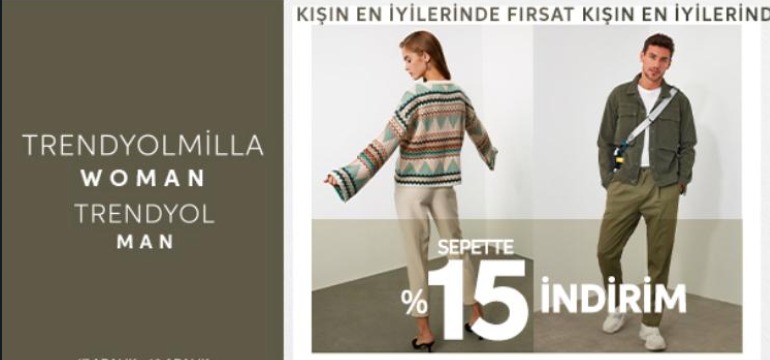 TRENDYOLMİLLA
WOMAN
TRENDYOL
MAN
KIŞIN EN İYİLERİNDE FIRSAT KIŞIN EN İYİLERİND
SEPETTE
%15 İNDİRİM